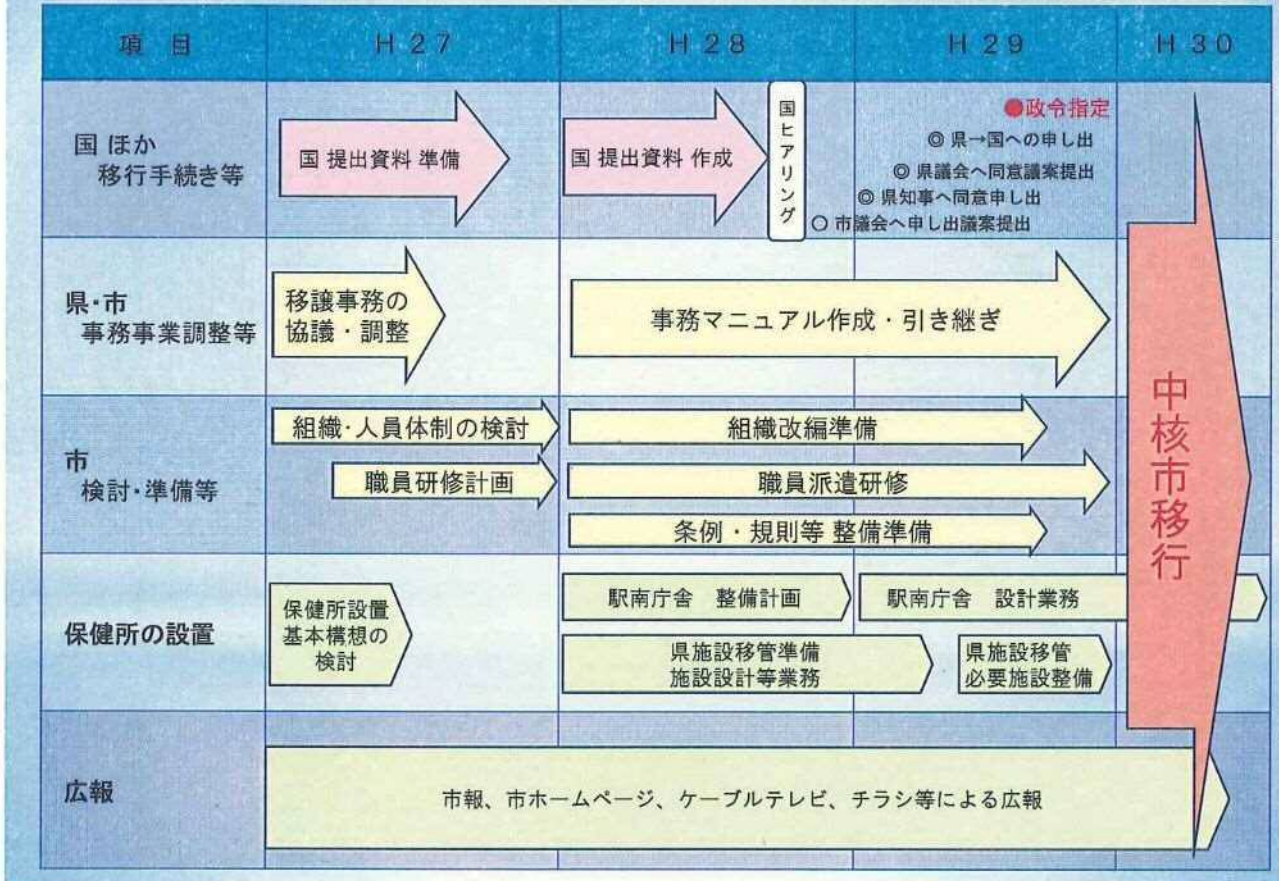 項 目
H 2 7
H 2 8
H 2 9
H 3 0
国 ほか
移行手続き等
国 提出資料 準備
国 提出資料 作成
国ヒアリング
●政令指定
◎ 県→国への申し出
◎ 県議会へ同意議案提出
◎ 県知事へ同意申し出
○ 市議会へ申し出議案提出
県・市
事務事業調整等
移譲事務の
協議・調整
事務マニュアル作成・引き継ぎ
市
検討・準備等
組織・人員体制の検討
組織改編準備
職員研修計画
職員派遣研修
条例・規則等 整備準備
保健所の設置
保健所設置
基本構想の
検討
駅南庁舎 整備計画
駅南庁舎 設計業務
県施設移管準備
施設設計等業務
県施設移管
必要施設整備
広報
市報、市ホームページ、ケーブルテレビ、チラシ等による広報
中核市移行